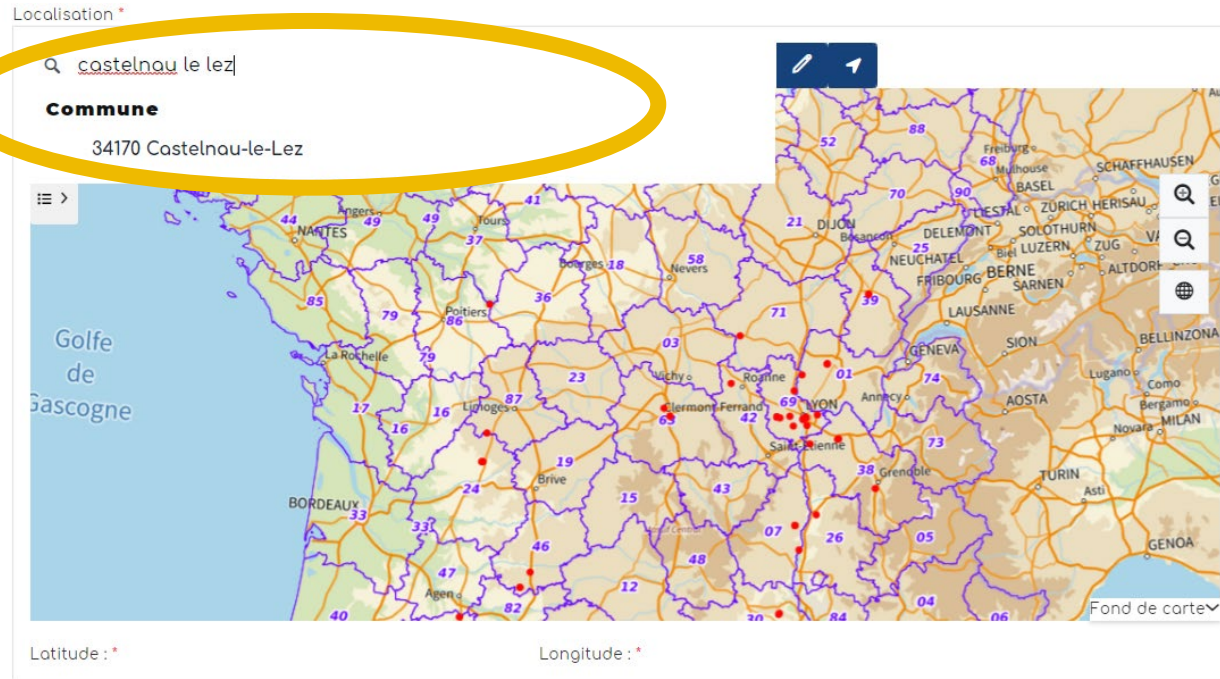 Localisation *
castelnau le lez
Commune
34170 Castelnau-le-Lez
52
88
Freiburg
68
Mulhouse
SCHAFFHAUSEN
BASEL
70
90
LIESTAL
ZURICH HERISAU
44
Angers
49
49
Tours
41
21
DIJON
Besancon
DELEMONT
SOLOTHURN
NANTES
37
25
Biel LUZERN
ZUG
NEUCHATEL
Bourges
18
58
Nevers
FRIBOURG
BERNE
ALTDORF
SARNEN
85
36
39
79
Poitiers
86
71
LAUSANNE
Golfe
de
Gascogne
03
La Rochelle
79
GENEVA
SION
BELLINZONA
23
Vichy
Roanne
01
74
Lugano
Como
17
16
87
Limoges
Clermont Ferrand
63
42
69
LYON
Annecy
AOSTA
Bergamo
Novara
MILAN
16
Saint-Etienne
73
19
38
Grenoble
24
Brive
TURIN
Asti
BORDEAUX
33
15
43
33
07
26
05
46
48
GENOA
47
Agen
12
82
04
40
30
84
06
Fond de carte
Latitude : *
Longitude : *